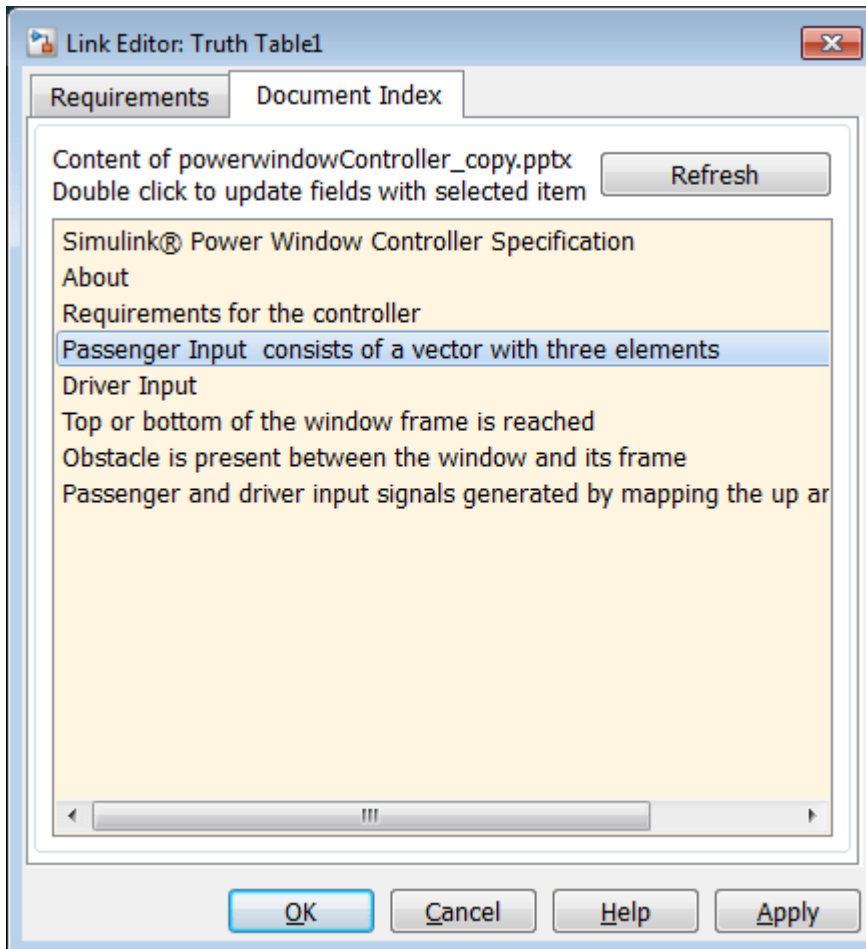 Link Editor: Truth Table1
Requirements
Document Index
Content of powerwindowController_copy.pptx
Double click to update fields with selected item
Refresh
Simulink® Power Window Controller Specification
About
Requirements for the controller
Passenger Input  consists of a vector with three elements
Driver Input
Top or bottom of the window frame is reached
Obstacle is present between the window and its frame
Passenger and driver input signals generated by mapping the up ar
OK
Cancel
Help
Apply